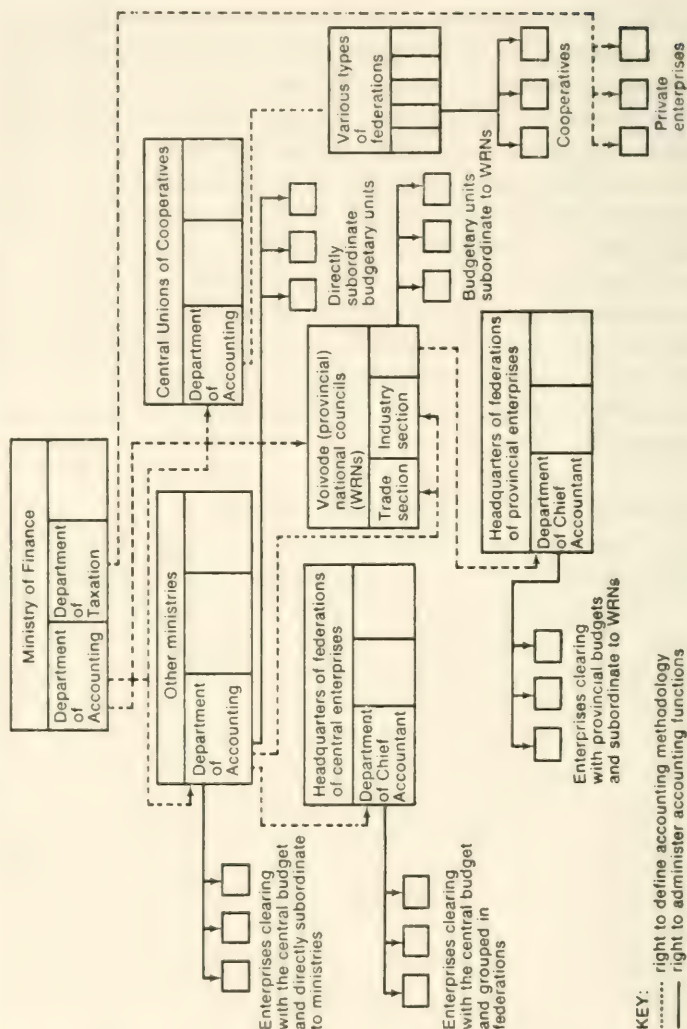 Ministry of Finance
Department
of
Accounting
Department
of
Taxation
Other ministries
Department
of
Accounting
Central Unions of Cooperatives
Department
of
Accounting
Enterprises clearing
with the central budget
and directly subordinate
to ministries
Headquarters of federations
of central enterprises
Department
of Chief
Accountant
Voivode (provincial)
national councils
(WRNs)
Trade
section
Industry
section
Directly
subordinate
budgetary units
Various types
of
federations
Enterprises clearing
with the central budget
and grouped in
federations
Headquarters of federations
of provincial enterprises
Department
of Chief
Accountant
Budgetary units
subordinate to WRNs
Cooperatives
Enterprises clearing
with provincial budgets
and subordinate to WRNs
Private
enterprises
KEY:
right to define accounting methodology
right to administer accounting functions